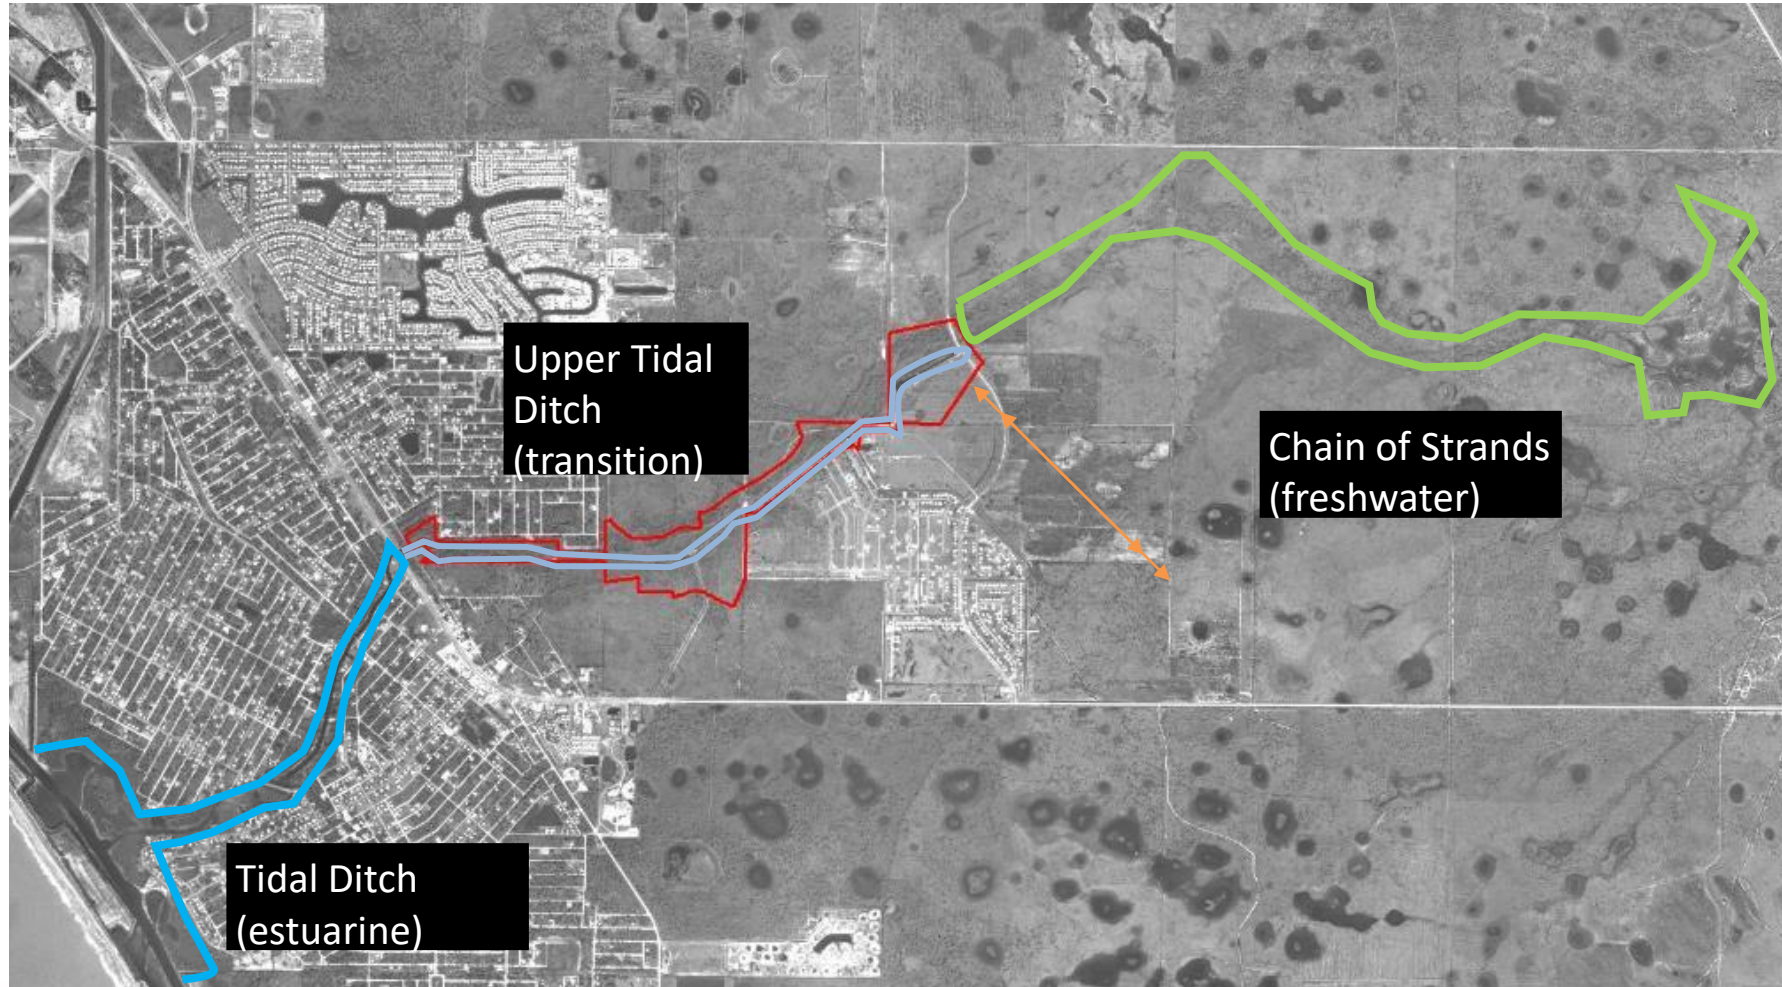 Upper Tidal
Ditch
(transition)
Chain of Strands
(freshwater)
Tidal Ditch
(estuarine)